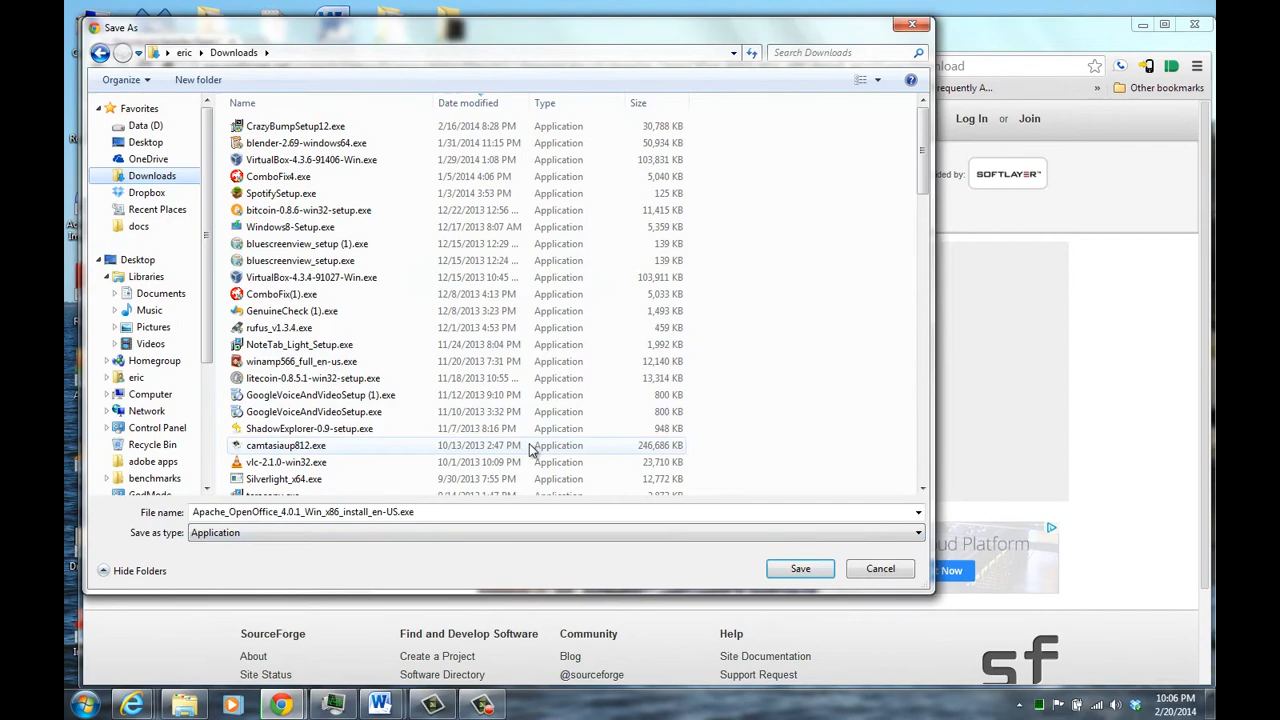 Save As
eric Downloads
Search Downloads
Organize
New folder
Name Date modified Type Size
CrazyBumpSetup12.exe 2/16/2014 8:28 PM Application 30,788 KB
blender-2.69-windows64.exe 1/31/2014 11:15 PM Application 50,934 KB
VirtualBox-4.3.6-91406-Win.exe 1/29/2014 1:08 PM Application 103,831 KB
ComboFix4.exe 1/5/2014 4:06 PM Application 5,040 KB
SpotifySetup.exe 1/3/2014 3:53 PM Application 125 KB
bitcoin-0.8.6-win32-setup.exe 12/22/2013 12:56 ... Application 11,415 KB
Windows8-Setup.exe 12/17/2013 8:07 AM Application 5,359 KB
bluescreenview_setup (1).exe 12/15/2013 12:29 ... Application 139 KB
bluescreenview_setup.exe 12/15/2013 12:24 ... Application 139 KB
VirtualBox-4.3.4-91027-Win.exe 12/15/2013 10:45 ... Application 103,911 KB
ComboFix(1).exe 12/8/2013 4:13 PM Application 5,033 KB
GenuineCheck (1).exe 12/8/2013 3:23 PM Application 1,493 KB
rufus_v1.3.4.exe 12/1/2013 4:53 PM Application 459 KB
NoteTab_Light_Setup.exe 11/24/2013 8:04 PM Application 1,992 KB
winamp566_full_en-us.exe 11/20/2013 7:31 PM Application 12,140 KB
litecoin-0.8.5.1-win32-setup.exe 11/18/2013 10:55 ... Application 13,314 KB
GoogleVoiceAndVideoSetup (1).exe 11/12/2013 9:10 PM Application 800 KB
GoogleVoiceAndVideoSetup.exe 11/10/2013 3:32 PM Application 800 KB
ShadowExplorer-0.9-setup.exe 11/7/2013 8:16 PM Application 948 KB
camtasiaup812.exe 10/13/2013 2:47 PM Application 246,686 KB
vlc-2.1.0-win32.exe 10/1/2013 10:09 PM Application 23,710 KB
Silverlight_x64.exe 9/30/2013 7:55 PM Application 12,772 KB
Favorites
Data (D)
Desktop
OneDrive
Downloads
Dropbox
Recent Places
docs
Desktop
Libraries
Documents
Music
Pictures
Videos
Homegroup
eric
Computer
Network
Control Panel
Recycle Bin
adobe apps
benchmarks
GodMode
File name: Apache_OpenOffice_4.0.1_Win_x86_install_en-US.exe
Save as type: Application
Hide Folders
Save
Cancel
Other bookmarks
Log In or Join
SOFTLAYER™
SourceForge Find and Develop Software Community Help
About Create a Project Blog Site Documentation
Site Status Software Directory @sourceforge Support Request
sf
10:06 PM
2/20/2014